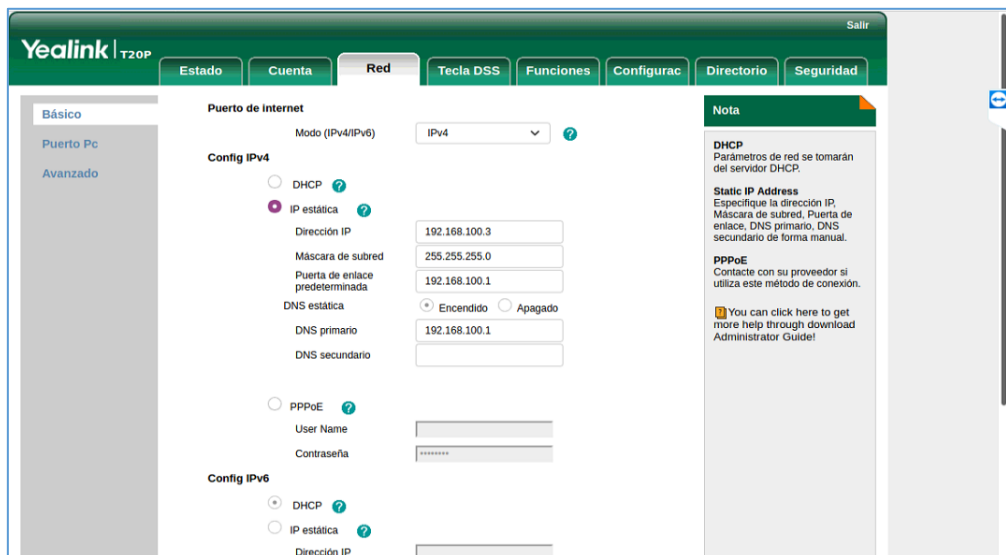 Salir
Yealink | T20P
Estado
Cuenta
Red
Tecla DSS
Funciones
Configurac
Directorio
Seguridad
Básico
Puerto Pc
Avanzado
Puerto de internet
Modo (IPv4/IPv6)
IPv4
?
Config IPv4
DHCP ?
IP estática ?
Dirección IP
192.168.100.3
Máscara de subred
255.255.255.0
Puerta de enlace
predeterminada
192.168.100.1
DNS estática
Encendido
Apagado
DNS primario
192.168.100.1
DNS secundario
PPPoE ?
User Name
Contraseña
••••••••
Config IPv6
DHCP ?
IP estática ?
Dirección IP
Nota
DHCP
Parámetros de red se tomarán
del servidor DHCP.
Static IP Address
Especifique la dirección IP,
Máscara de subred, Puerta de
enlace, DNS primario, DNS
secundario de forma manual.
PPPoE
Contacte con su proveedor si
utiliza este método de conexión.
? You can click here to get
more help through download
Administrator Guide!